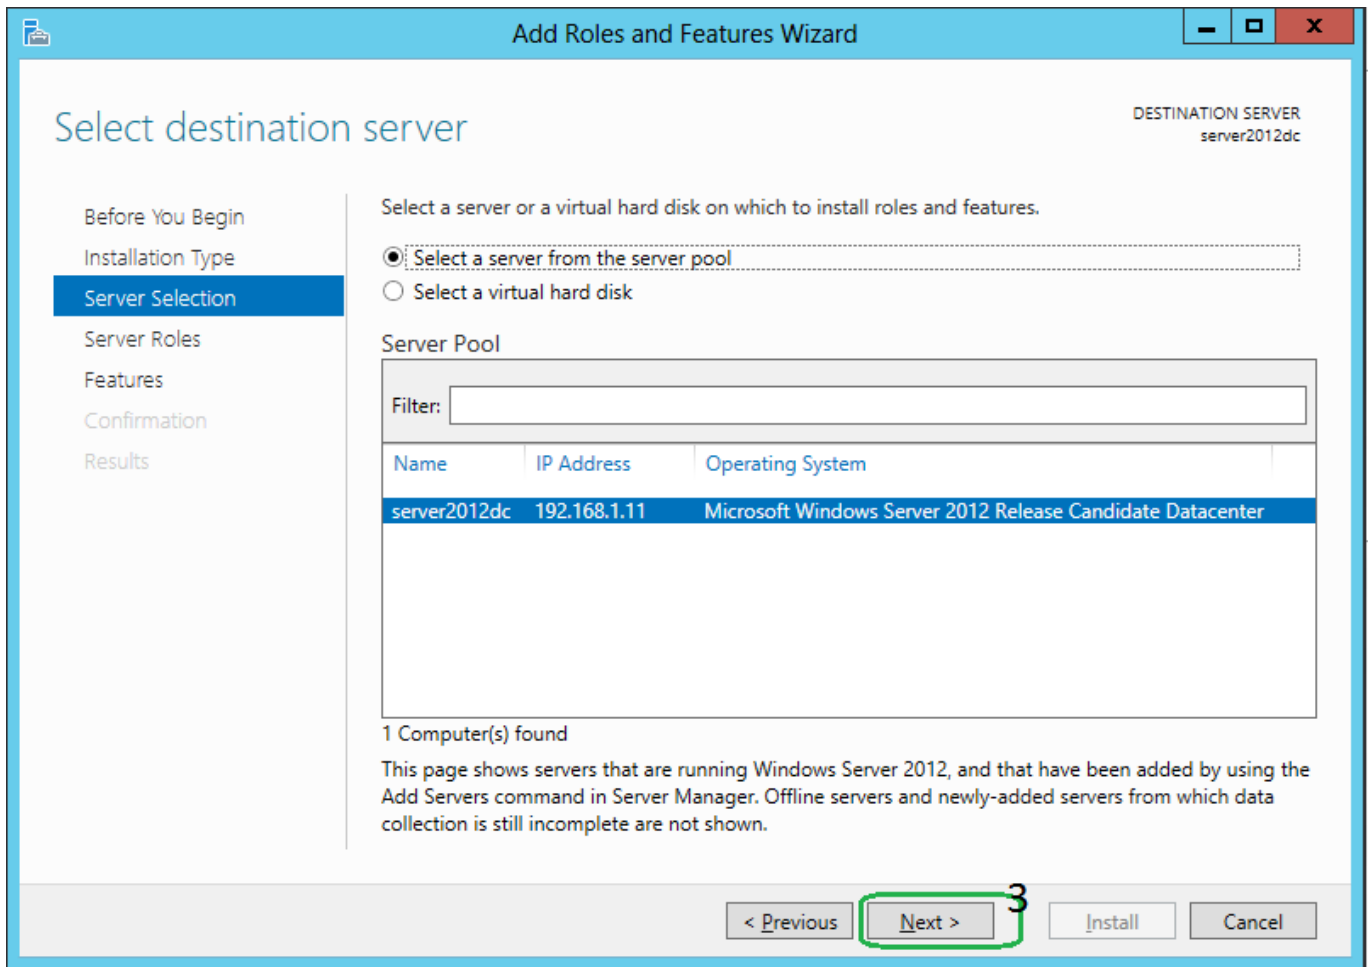 Add Roles and Features Wizard
Select destination server
DESTINATION SERVER
server2012dc
Before You Begin
Installation Type
Server Selection
Server Roles
Features
Confirmation
Results
Select a server or a virtual hard disk on which to install roles and features.
Select a server from the server pool
Select a virtual hard disk
Server Pool
Filter:
Name IP Address Operating System
server2012dc 192.168.1.11 Microsoft Windows Server 2012 Release Candidate Datacenter
1 Computer(s) found
This page shows servers that are running Windows Server 2012, and that have been added by using the
Add Servers command in Server Manager. Offline servers and newly-added servers from which data
collection is still incomplete are not shown.
3
< Previous Next > Install Cancel